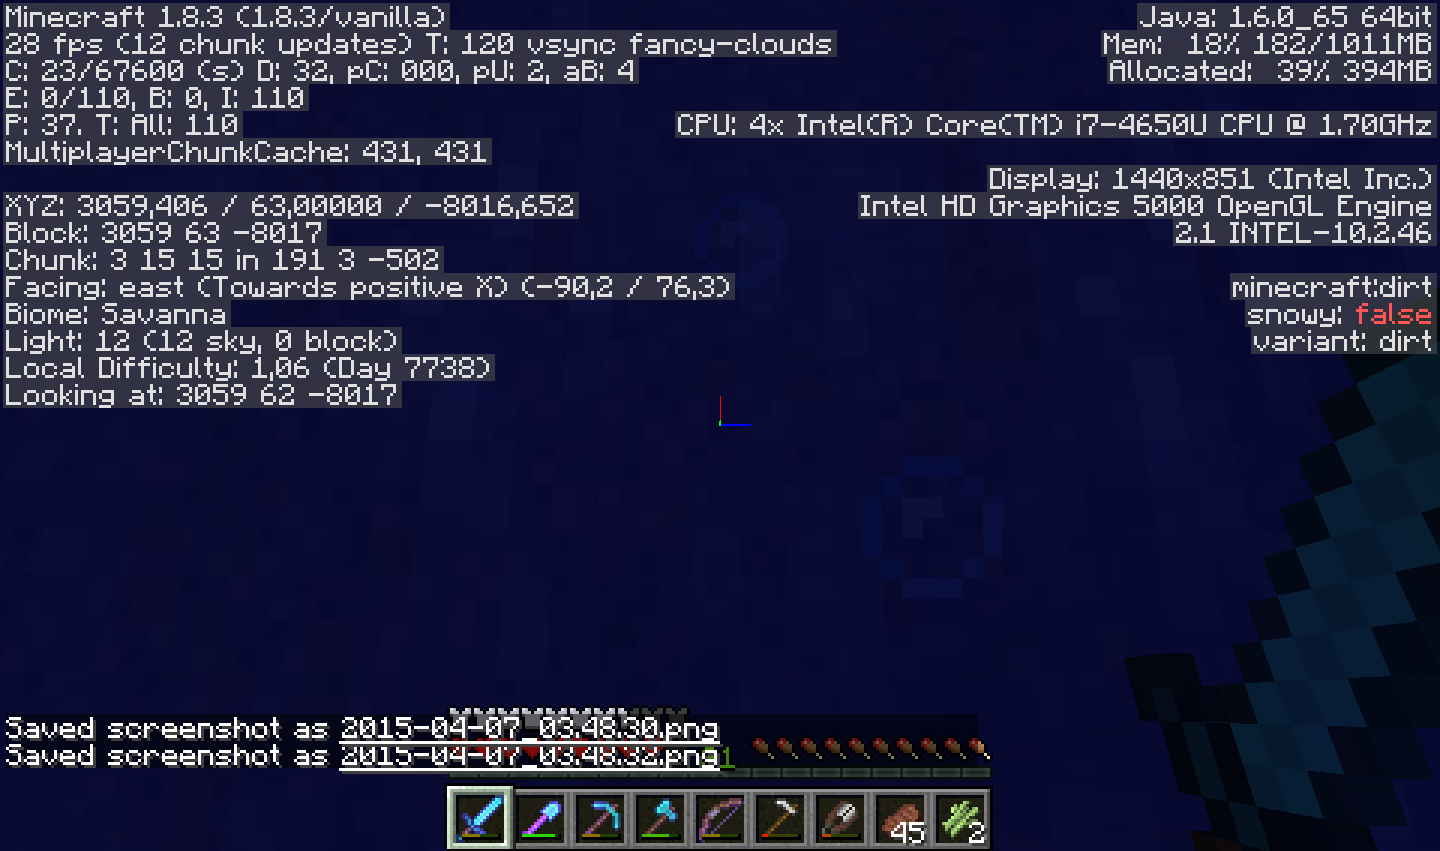 Minecraft 1.8.3 (1.8.3/vanilla)
28 fps (12 chunk updates) T: 120 vsync fancy-clouds
C: 23/67600 (s) D: 32, pC: 000, pU: 2, aB: 4
E: 0/110, B: 0, I: 110
P: 37. T: All: 110
MultiplayerChunkCache: 431, 431
XYZ: 3059,406 / 63,00000 / -8016,652
Block: 3059 63 -8017
Chunk: 3 15 15 in 191 3 -502
Facing: east (Towards positive X) (-90,2 / 76,3)
Biome: Savanna
Light: 12 (12 sky, 0 block)
Local Difficulty: 1,06 (Day 7738)
Looking at: 3059 62 -8017
Java: 1.6.0_65 64bit
Mem: 18% 182/1011MB
Allocated: 39% 394MB
CPU: 4x Intel(R) Core(TM) i7-4650U CPU @ 1.70GHz
Display: 1440x851 (Intel Inc.)
Intel HD Graphics 5000 OpenGL Engine
2.1 INTEL-10.2.46
minecraft:dirt
snowy: false
variant: dirt
Saved screenshot as 2015-04-07_03.48.30.png
Saved screenshot as 2015-04-07_03.48.32.png
45
2